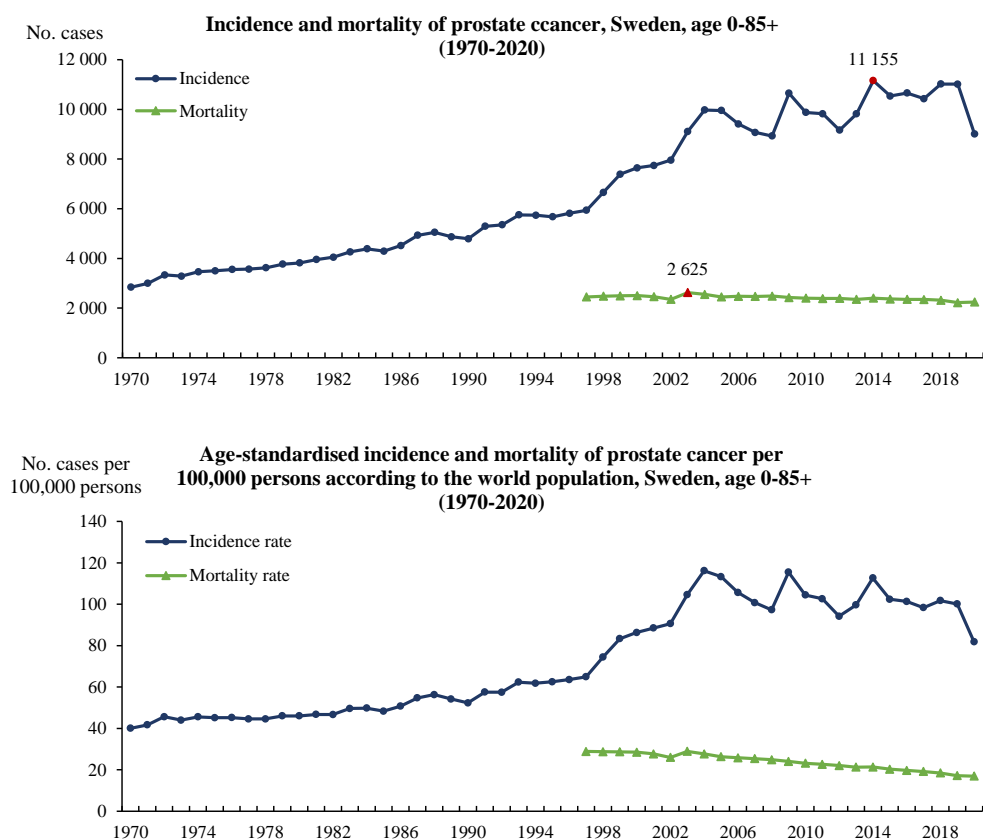 Incidence and mortality of prostate ccancer, Sweden, age 0-85+
(1970-2020)
No. cases
12 000
10 000
8 000
6 000
4 000
2 000
0
Incidence
Mortality
11 155
2 625
1970 1974 1978 1982 1986 1990 1994 1998 2002 2006 2010 2014 2018
Age-standardised incidence and mortality of prostate cancer per
100,000 persons according to the world population, Sweden, age 0-85+
(1970-2020)
No. cases per
100,000 persons
140
120
100
80
60
40
20
0
Incidence rate
Mortality rate
1970 1974 1978 1982 1986 1990 1994 1998 2002 2006 2010 2014 2018